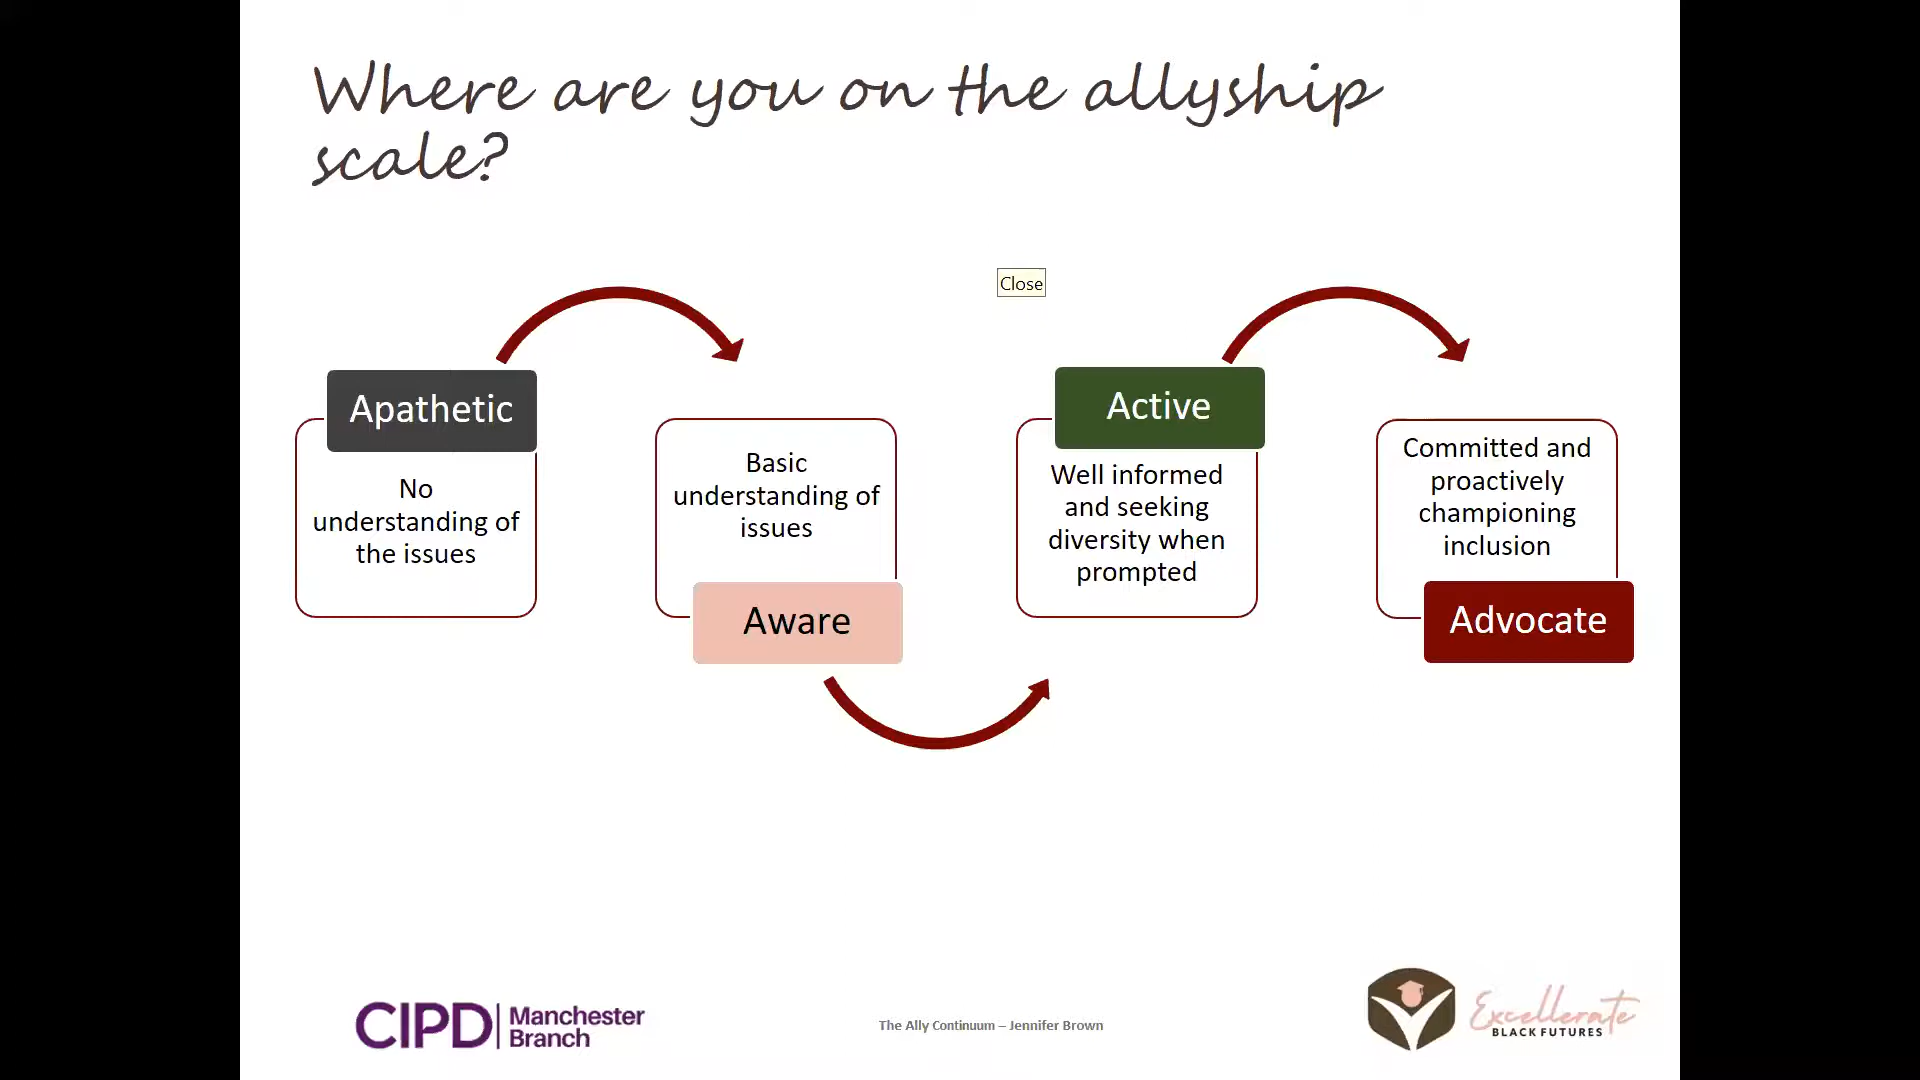 Where are you on the allyship
scale?
Close
Apathetic
No
understanding of
the issues
Basic
understanding of
issues
Aware
Active
Well informed
and seeking
diversity when
prompted
Committed and
proactively
championing
inclusion
Advocate
CIPD
Manchester
Branch
The Ally Continuum – Jennifer Brown
Excellerate
BLACK FUTURES